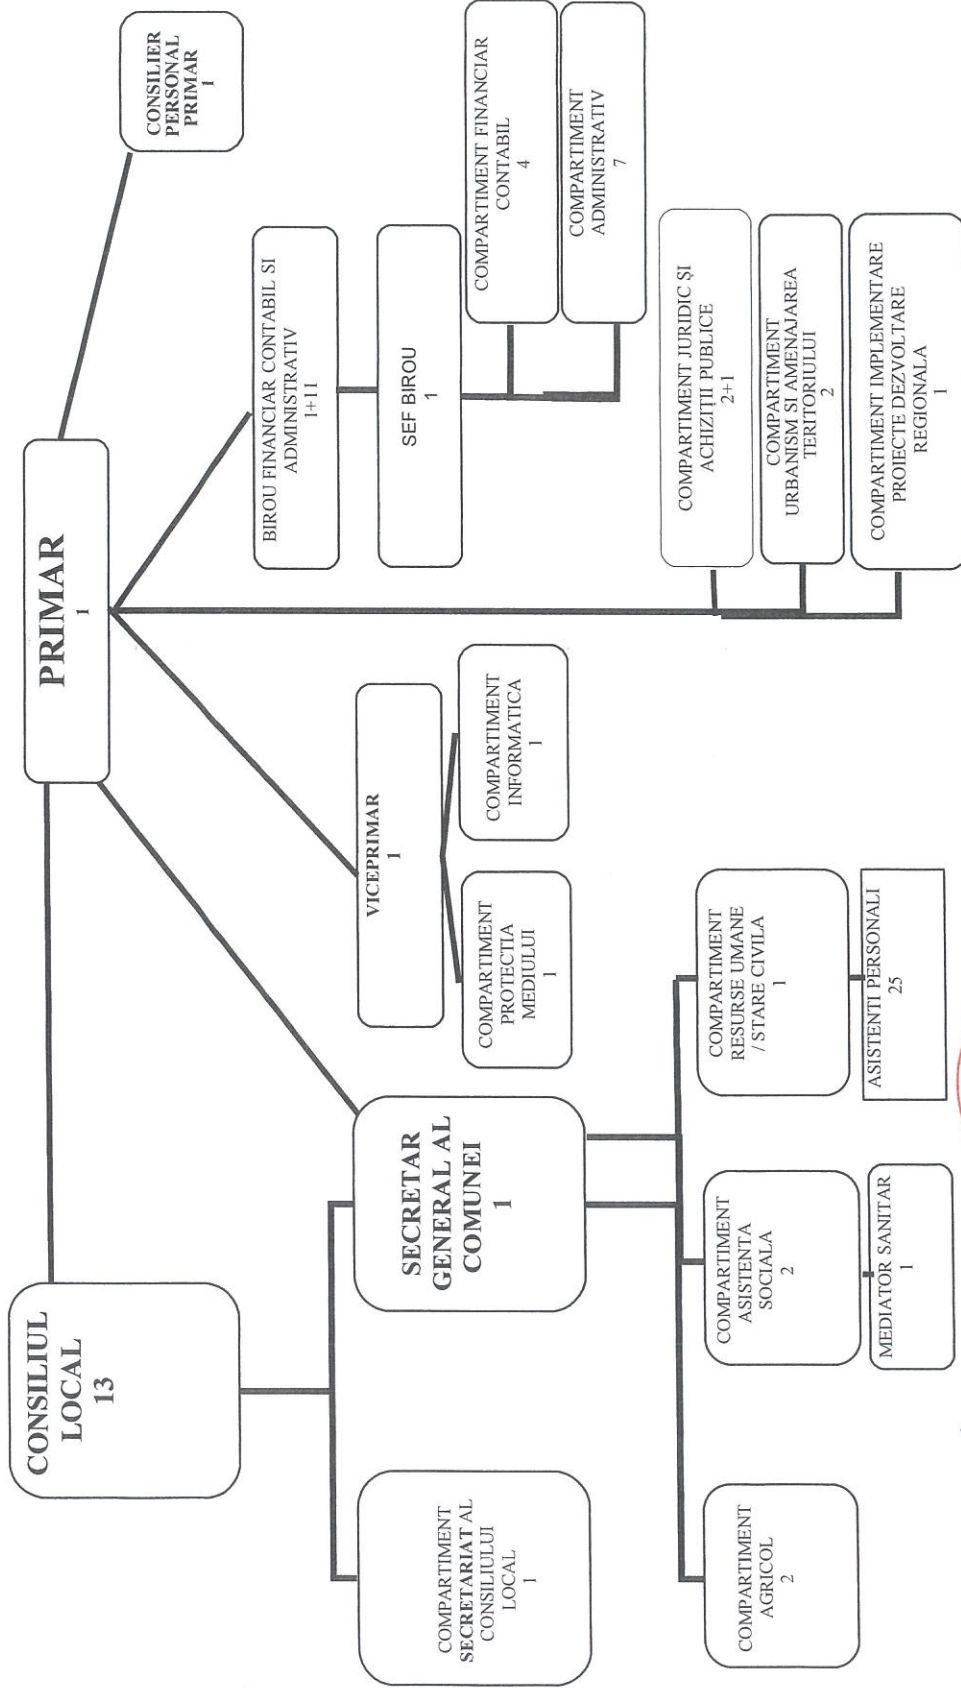 CONSILIUL
LOCAL
13
PRIMAR
1
CONSILIER
PERSONAL
PRIMAR
1
COMPARTIMENT
SECRETARIAT AL
CONSILIULUI
LOCAL
1
SECRETAR
GENERAL AL
COMUNEI
1
VICEPRIMAR
1
COMPARTIMENT
PROTECTIA
MEDIULUI
1
COMPARTIMENT
INFORMATICA
1
BIROU FINANCIAR CONTABIL SI
ADMINISTRATIV
1+11
SEF BIROU
1
COMPARTIMENT FINANCIAR
CONTABIL
4
COMPARTIMENT
ADMINISTRATIV
7
COMPARTIMENT
AGRICOL
2
COMPARTIMENT
ASISTENTA
SOCIALA
2
MEDIATOR SANITAR
1
COMPARTIMENT
RESURSE UMANE
/ STARE CIVILA
1
ASISTENTI PERSONALI
25
COMPARTIMENT JURIDIC ȘI
ACHIZIȚII PUBLICE
2+1
COMPARTIMENT
URBANISM SI AMENAJAREA
TERITORIULUI
2
COMPARTIMENT IMPLEMENTARE
PROIECTE DEZVOLTARE
REGIONALA
1